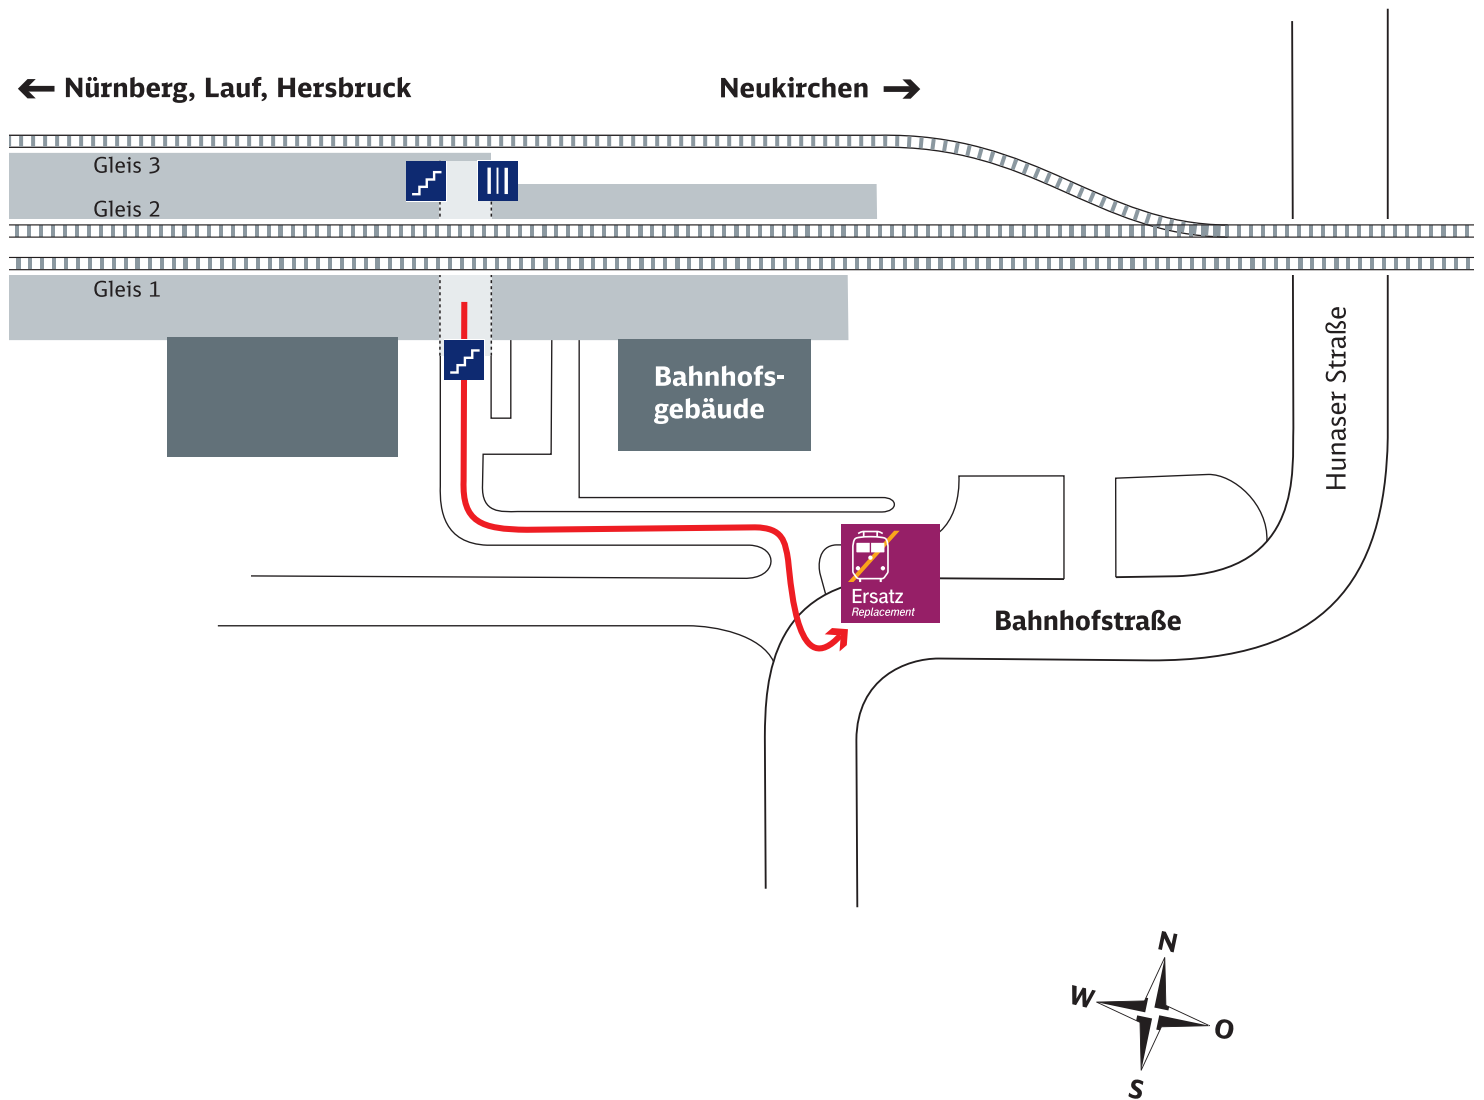 Nürnberg, Lauf, Hersbruck
Neukirchen
Gleis 3
Gleis 2
Gleis 1
Bahnhofs-
gebäude
Hunaser Straße
Ersatz
Replacement
Bahnhofstraße
N
W
O
S